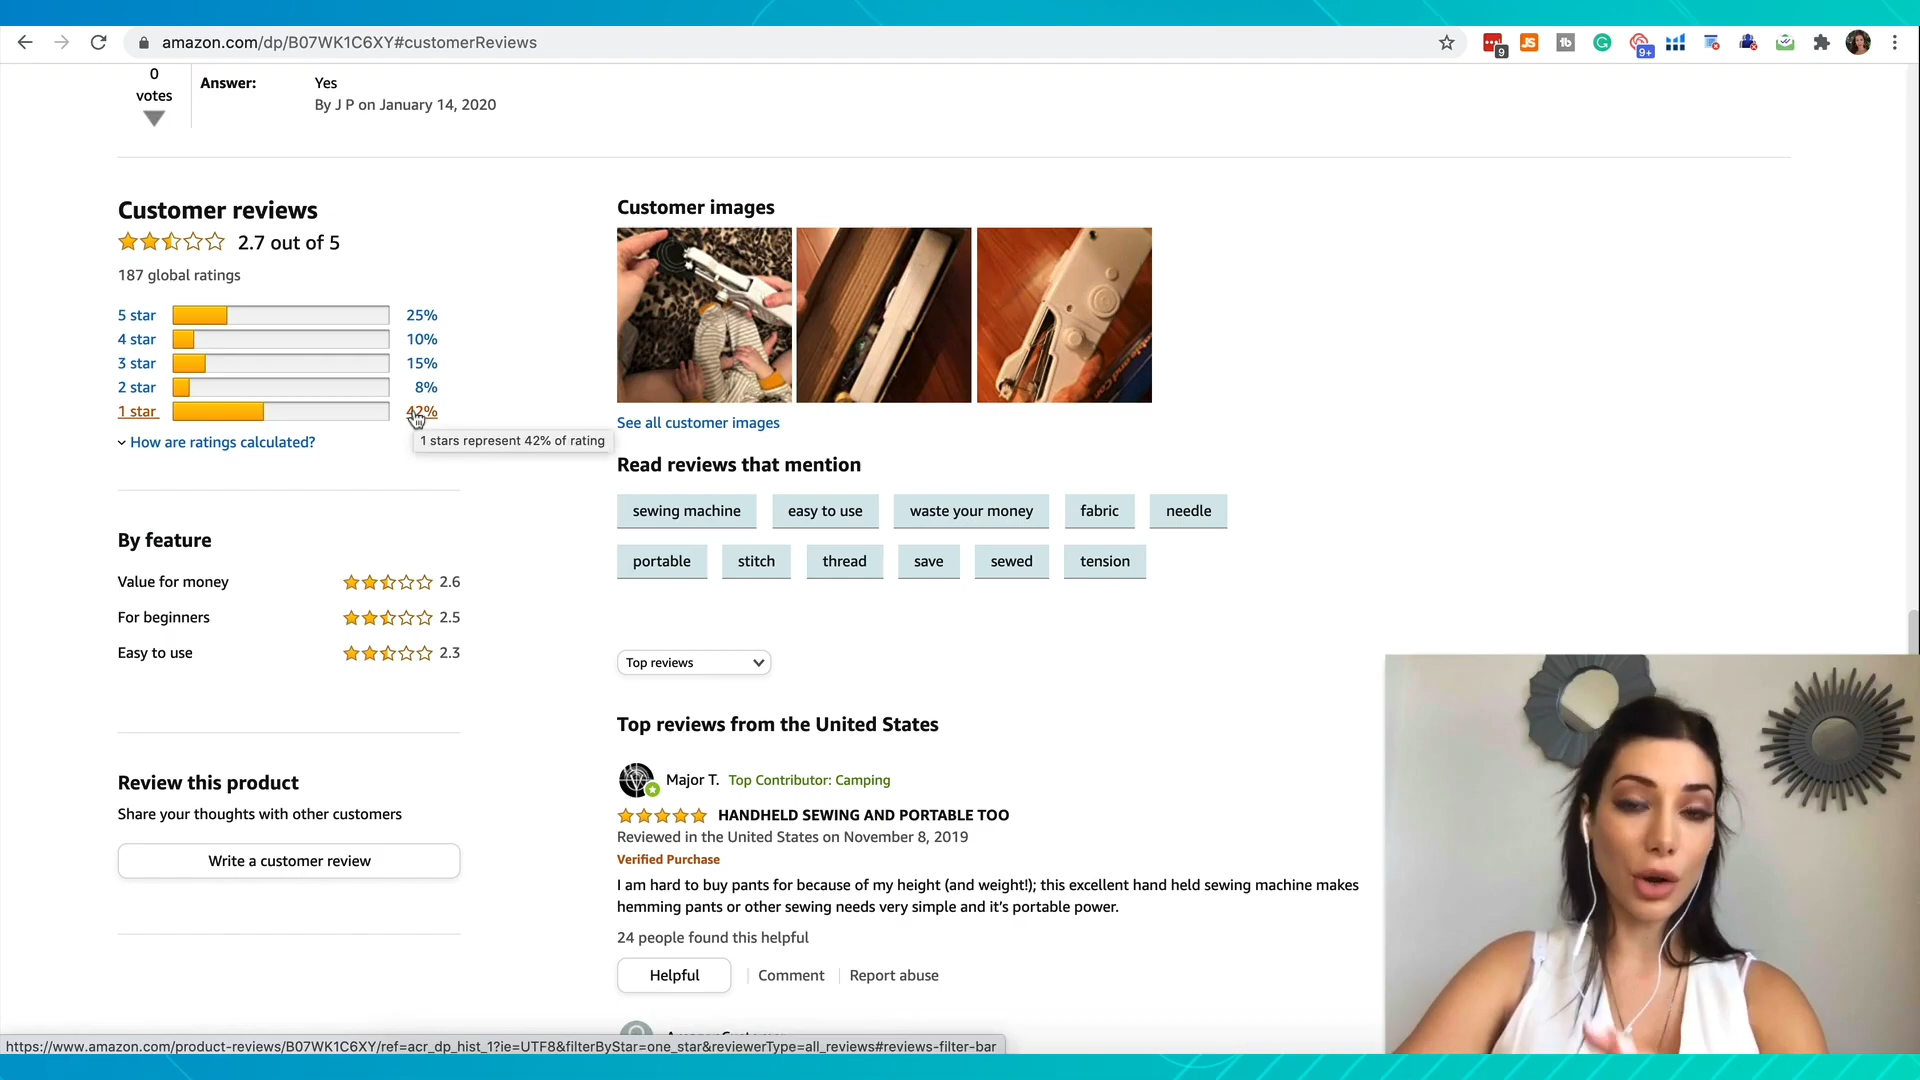 amazon.com/dp/B07WK1C6XY#customerReviews
9
JS
tb
G
9+
0
votes
Answer:
Yes
By J P on January 14, 2020
Customer reviews
2.7 out of 5
187 global ratings
5 star 25%
4 star 10%
3 star 15%
2 star 8%
1 star 42%
1 stars represent 42% of rating
How are ratings calculated?
By feature
Value for money 2.6
For beginners 2.5
Easy to use 2.3
Review this product
Share your thoughts with other customers
Write a customer review
Customer images
See all customer images
Read reviews that mention
sewing machine easy to use waste your money fabric needle
portable stitch thread save sewed tension
Top reviews
Top reviews from the United States
Major T. Top Contributor: Camping
HANDHELD SEWING AND PORTABLE TOO
Reviewed in the United States on November 8, 2019
Verified Purchase
I am hard to buy pants for because of my height (and weight!); this excellent hand held sewing machine makes
hemming pants or other sewing needs very simple and it's portable power.
24 people found this helpful
Helpful Comment Report abuse
https://www.amazon.com/product-reviews/B07WK1C6XY/ref=acr_dp_hist_1?ie=UTF8&filterByStar=one_star&reviewerType=all_reviews#reviews-filter-bar